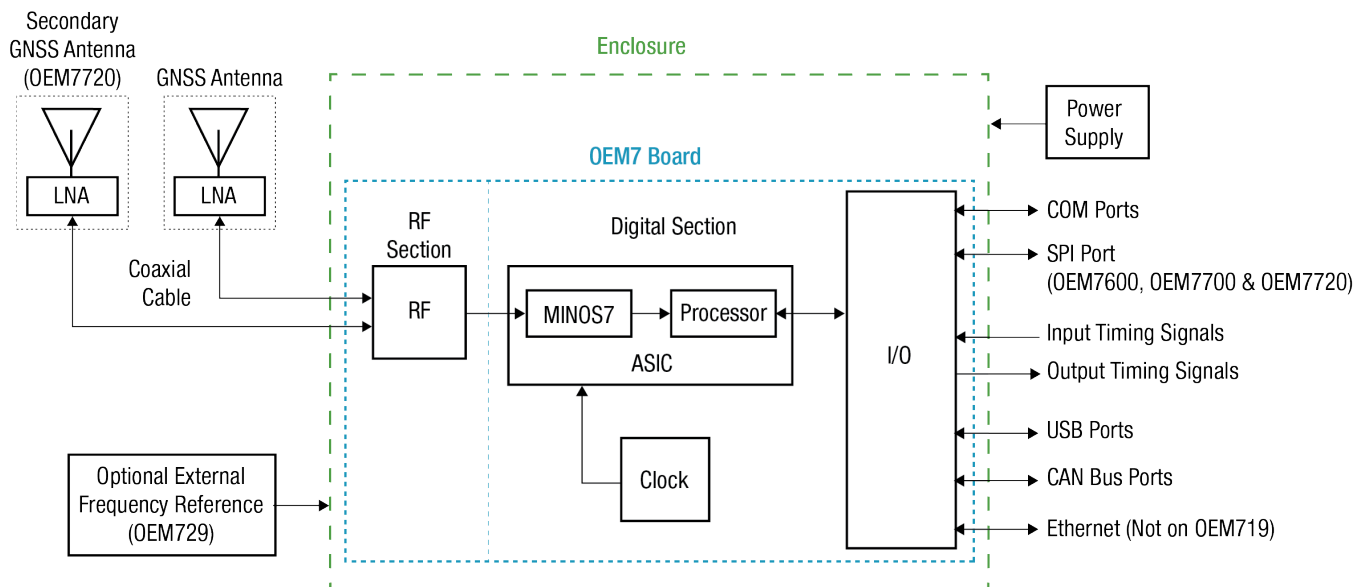 Secondary
GNSS Antenna
(OEM7720)
GNSS Antenna
Enclosure
Power
Supply
LNA
LNA
OEM7 Board
RF
Section
Digital Section
COM Ports
SPI Port
(OEM7600, OEM7700 & OEM7720)
Coaxial
Cable
RF
MINOS7
Processor
ASIC
I/O
Input Timing Signals
Output Timing Signals
USB Ports
Clock
CAN Bus Ports
Ethernet (Not on OEM719)
Optional External
Frequency Reference
(OEM729)